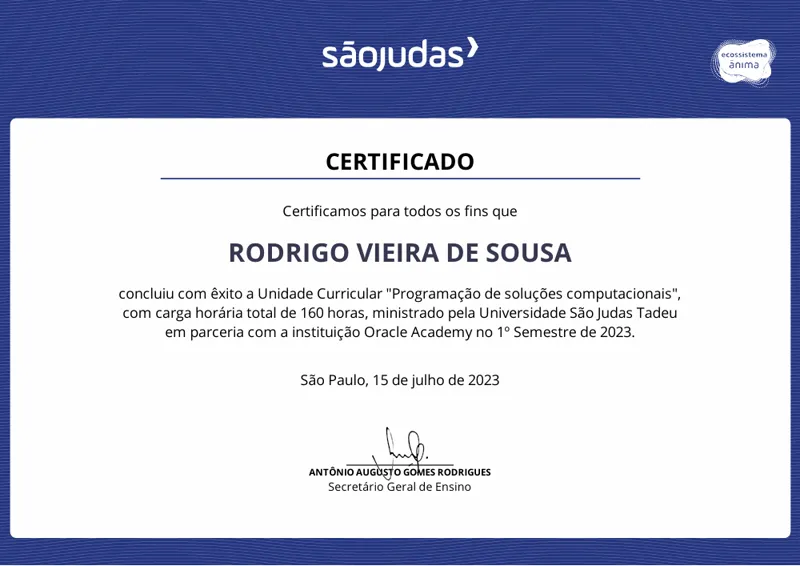 sãojudas
ecossistema
ânima
CERTIFICADO
Certificamos para todos os fins que
RODRIGO VIEIRA DE SOUSA
concluiu com êxito a Unidade Curricular "Programação de soluções computacionais",
com carga horária total de 160 horas, ministrado pela Universidade São Judas Tadeu
em parceria com a instituição Oracle Academy no 1º Semestre de 2023.
São Paulo, 15 de julho de 2023
ANTÔNIO AUGUSTO GOMES RODRIGUES
Secretário Geral de Ensino